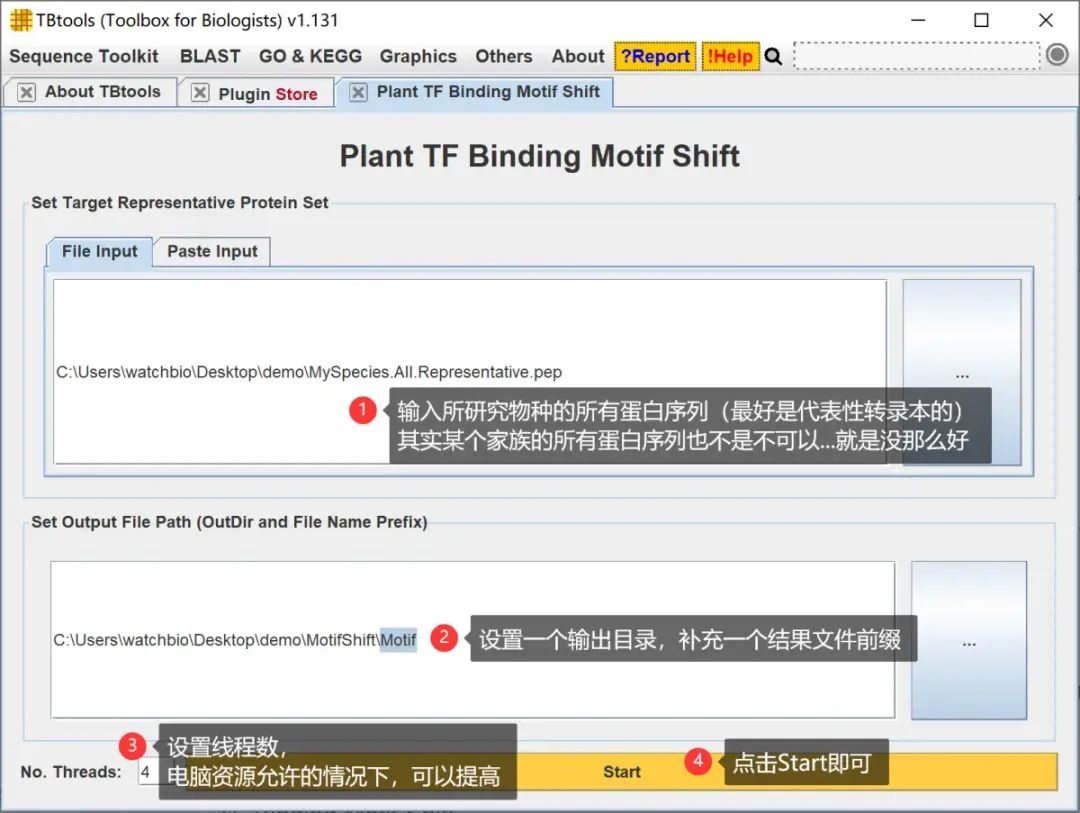 TBtools (Toolbox for Biologists) v1.131
Sequence Toolkit BLAST GO & KEGG Graphics Others About ?Report !Help
About TBtools Plugin Store Plant TF Binding Motif Shift
Plant TF Binding Motif Shift
Set Target Representative Protein Set
File Input Paste Input
C:\Users\watchbio\Desktop\demo\MySpecies.All.Representative.pep
...
1 输入所研究物种的所有蛋白序列（最好是代表性转录本的）
其实某个家族的所有蛋白序列也不是不可以...就是没那么好
Set Output File Path (OutDir and File Name Prefix)
C:\Users\watchbio\Desktop\demo\MotifShift\Motif
2 设置一个输出目录，补充一个结果文件前缀
...
3 设置线程数，
电脑资源允许的情况下，可以提高
No. Threads: 4
Start
4 点击Start即可